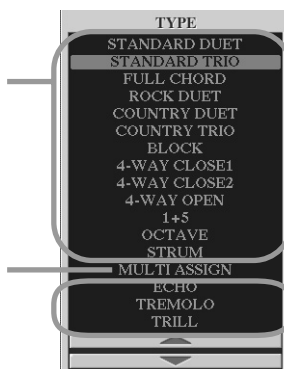 TYPE
STANDARD DUET
STANDARD TRIO
FULL CHORD
ROCK DUET
COUNTRY DUET
COUNTRY TRIO
BLOCK
4-WAY CLOSE1
4-WAY CLOSE2
4-WAY OPEN
1+5
OCTAVE
STRUM
MULTI ASSIGN
ECHO
TREMOLO
TRILL